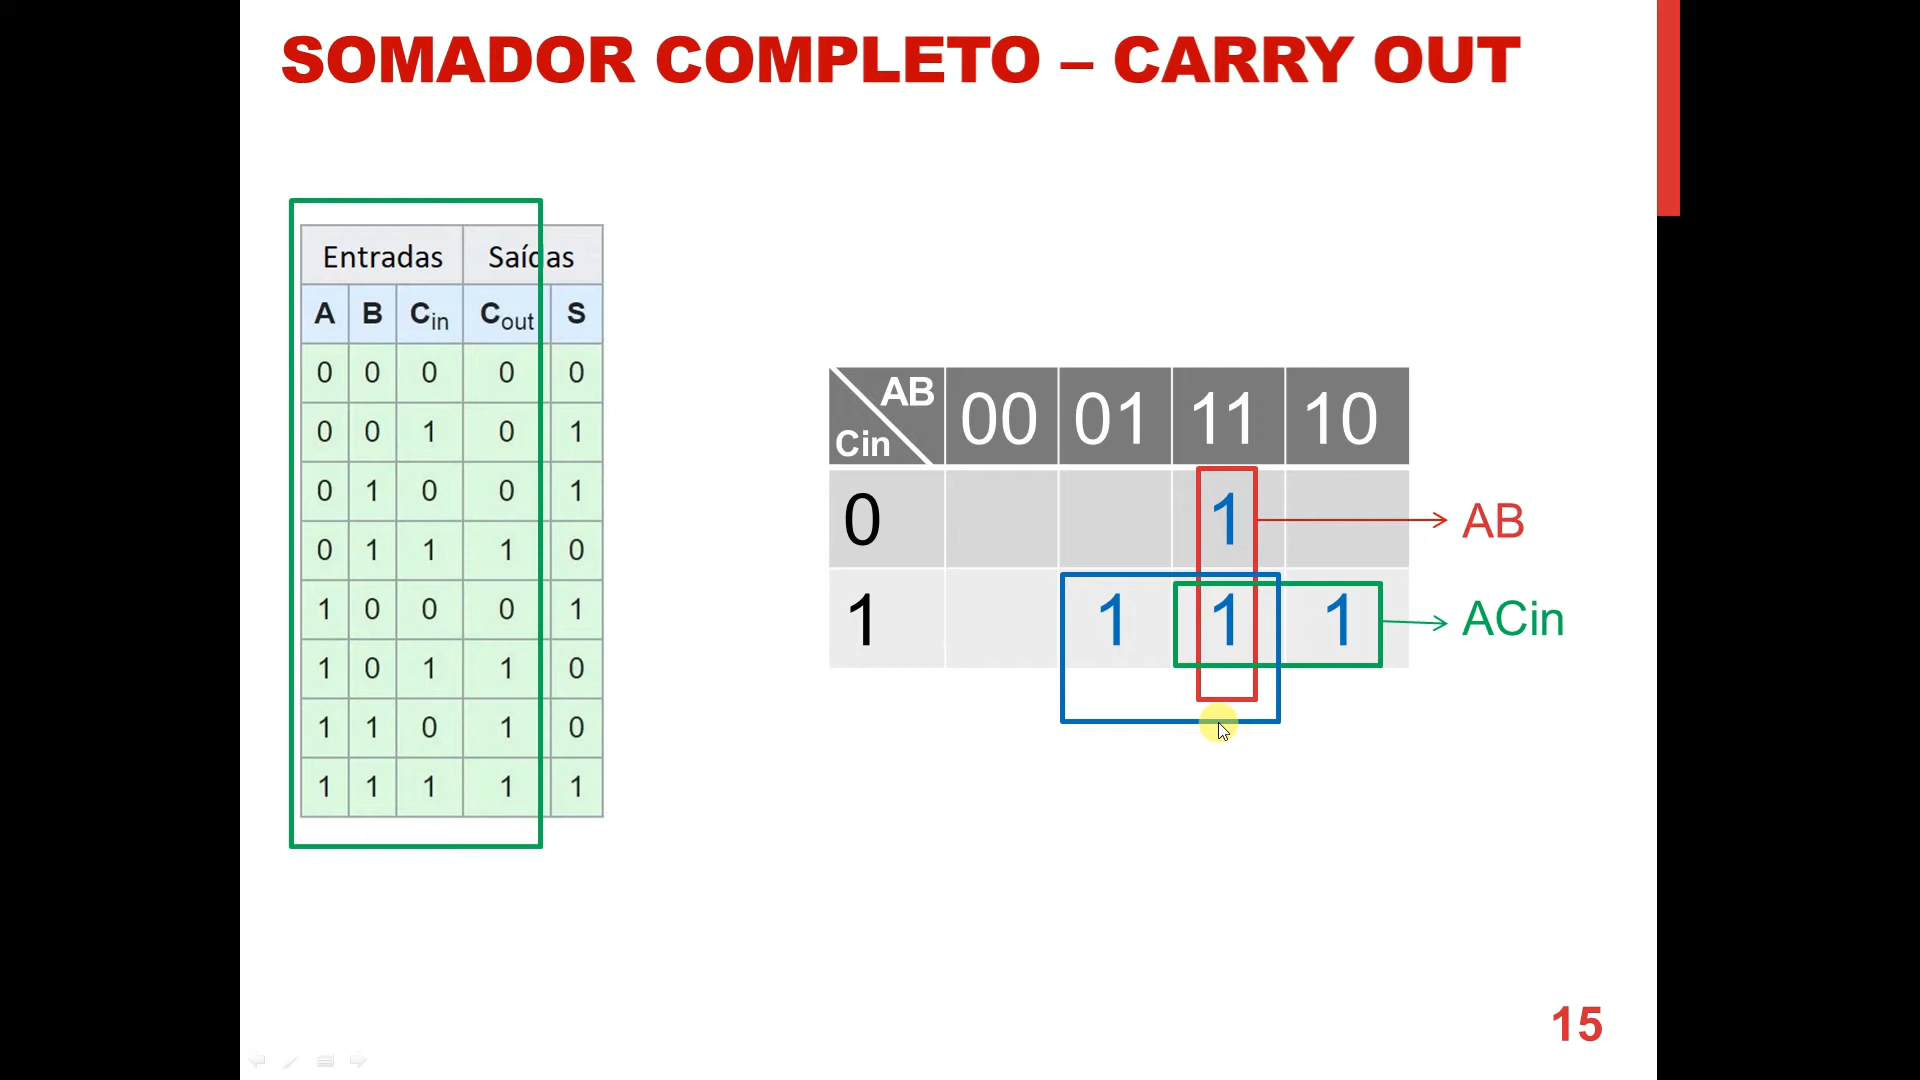 SOMADOR COMPLETO – CARRY OUT
Entradas Saídas
A B Cin Cout S
0 0 0 0 0
0 0 1 0 1
0 1 0 0 1
0 1 1 1 0
1 0 0 0 1
1 0 1 1 0
1 1 0 1 0
1 1 1 1 1
AB
Cin
00 01 11 10
0 1
1 1 1 1
AB
ACin
15